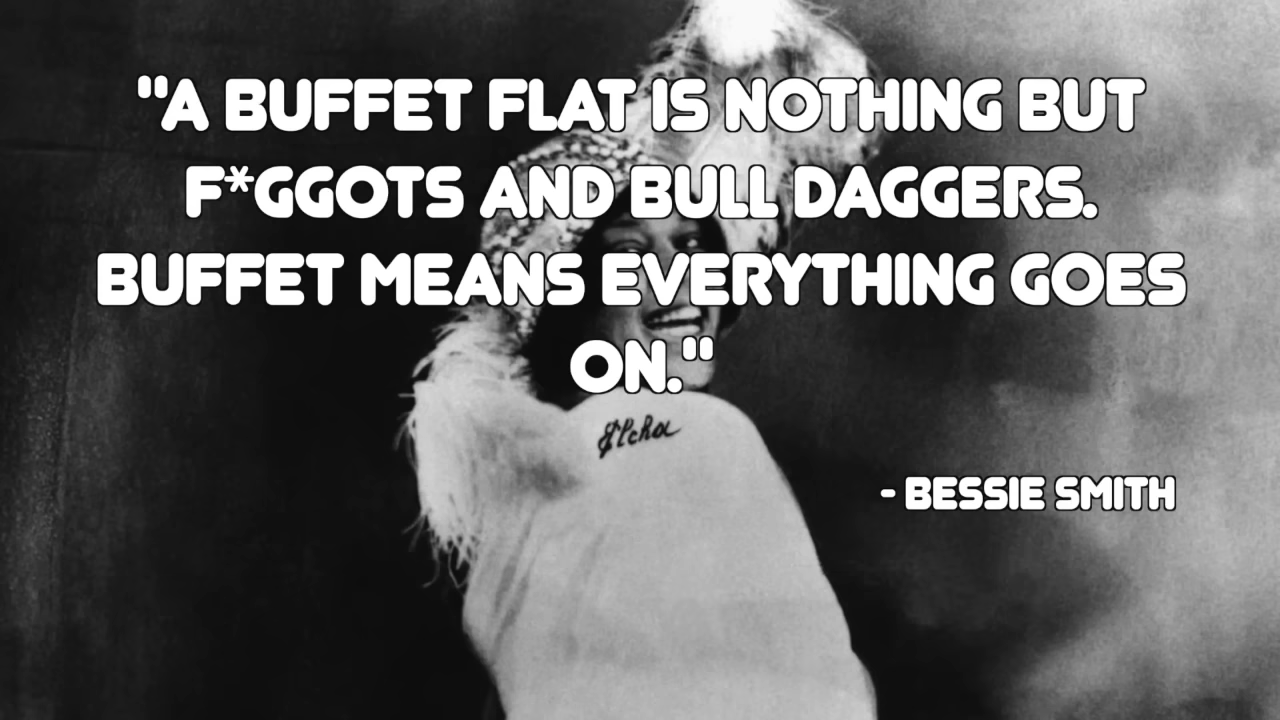 "A BUFFET FLAT IS NOTHING BUT
F*GGOTS AND BULL DAGGERS.
BUFFET MEANS EVERYTHING GOES
ON."
- BESSIE SMITH